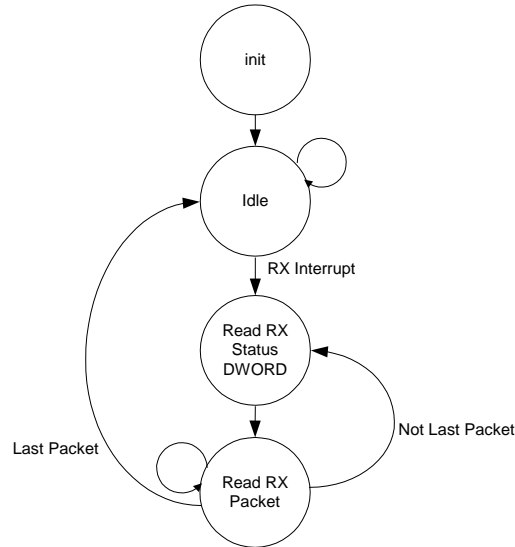 init
Idle
RX Interrupt
Read RX
Status
DWORD
Last Packet
Not Last Packet
Read RX
Packet